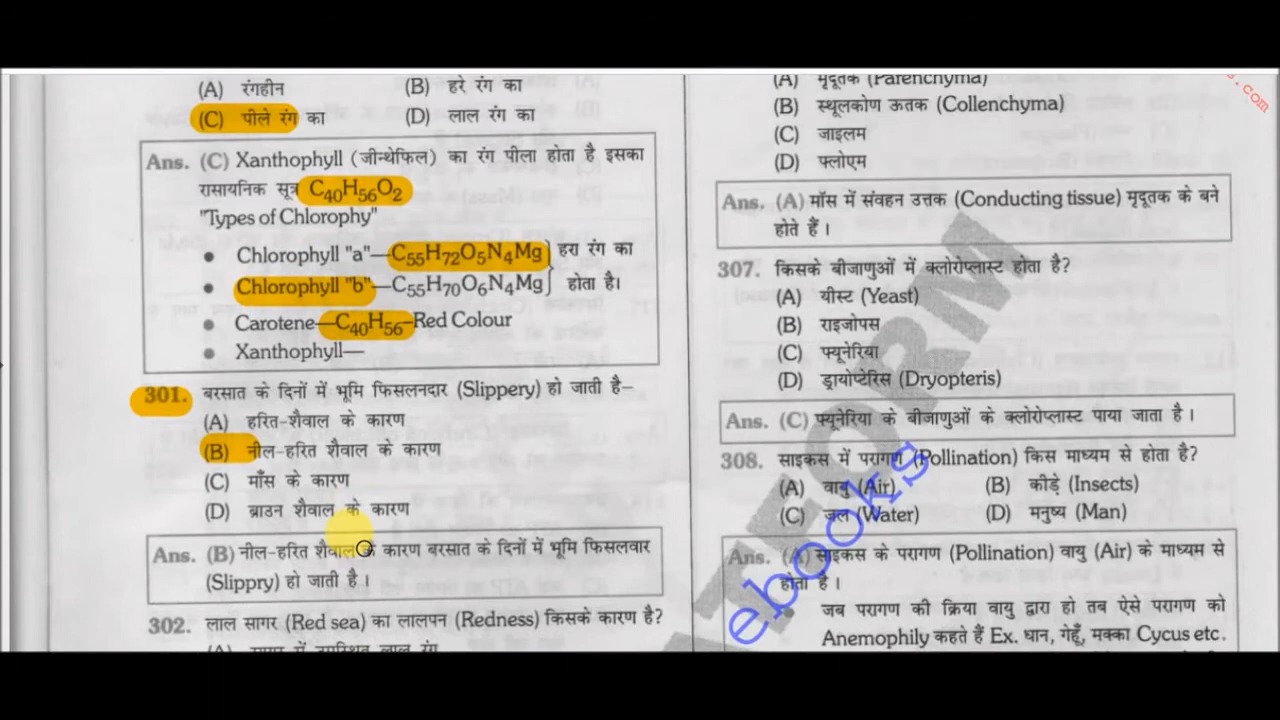 (A) रंगहीन (B) हरे रंग का
(C) पीले रंग का (D) लाल रंग का
Ans. (C) Xanthophyll (जीन्थेफिल) का रंग पीला होता है इसका
रासायनिक सूत्र C₄₀H₅₆O₂
"Types of Chlorophy"
● Chlorophyll "a"—C₅₅H₇₂O₅N₄Mg } हरा रंग का
● Chlorophyll "b"—C₅₅H₇₀O₆N₄Mg } होता है।
● Carotene—C₄₀H₅₆–Red Colour
● Xanthophyll—
301. बरसात के दिनों में भूमि फिसलनदार (Slippery) हो जाती है–
(A) हरित-शैवाल के कारण
(B) नील-हरित शैवाल के कारण
(C) माँस के कारण
(D) ब्राउन शैवाल के कारण
Ans. (B) नील-हरित शैवाल के कारण बरसात के दिनों में भूमि फिसलवार
(Slippry) हो जाती है।
302. लाल सागर (Red sea) का लालपन (Redness) किसके कारण है?
(A) मृदूतक (Parenchyma)
(B) स्थूलकोण ऊतक (Collenchyma)
(C) जाइलम
(D) फ्लोएम
Ans. (A) मॉस में संवहन उत्तक (Conducting tissue) मृदूतक के बने
होते हैं।
307. किसके बीजाणुओं में क्लोरोप्लास्ट होता है?
(A) यीस्ट (Yeast)
(B) राइजोपस
(C) फ्यूनेरिया
(D) ड्रायोप्टेरिस (Dryopteris)
Ans. (C) फ्यूनेरिया के बीजाणुओं के क्लोरोप्लास्ट पाया जाता है।
308. साइकस में परागण (Pollination) किस माध्यम से होता है?
(A) वायु (Air) (B) कीड़े (Insects)
(C) जल (Water) (D) मनुष्य (Man)
Ans. (A) साइकस के परागण (Pollination) वायु (Air) के माध्यम से
होता है।
जब परागण की क्रिया वायु द्वारा हो तब ऐसे परागण को
Anemophily कहते हैं Ex. धान, गेहूँ, मक्का Cycus etc.
ebooks
.com